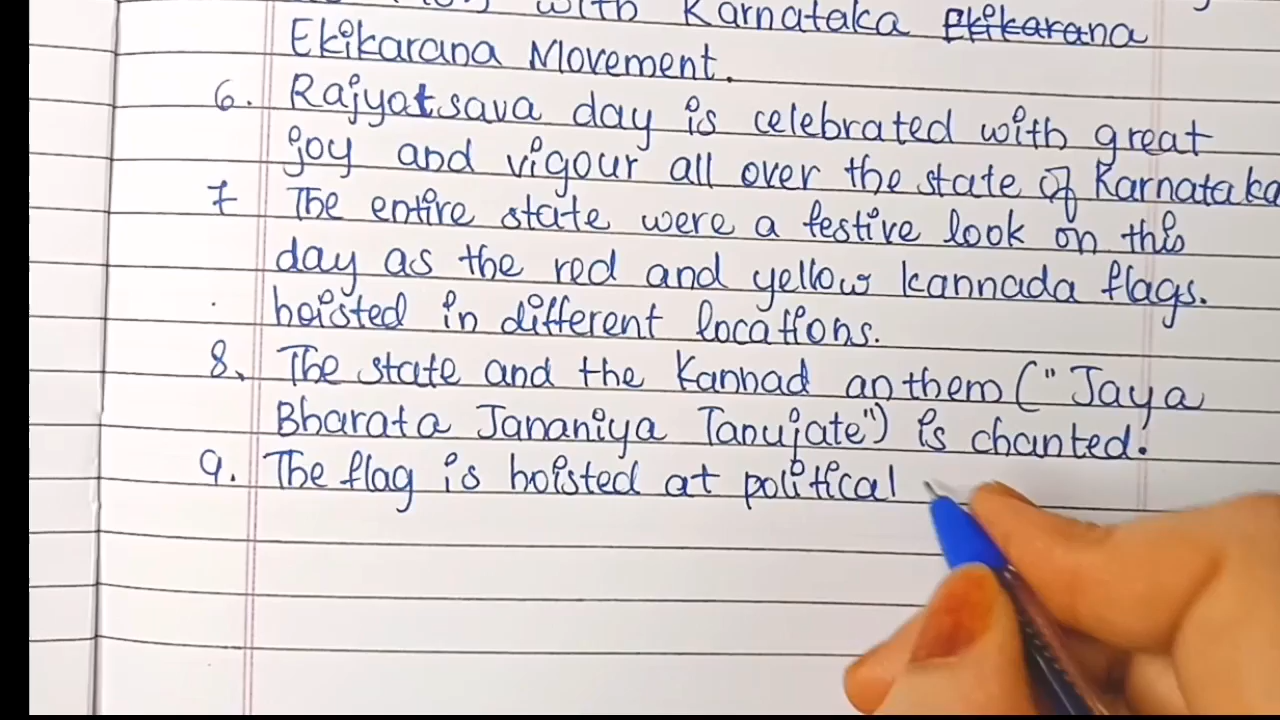 with Karnataka Ekikarana
Ekikarana Movement.
6. Rajyotsava day is celebrated with great
joy and vigour all over the state of Karnataka
7 The entire state were a festive look on this
day as the red and yellow kannada flags.
hoisted in different locations.
8. The state and the Kannad anthem ("Jaya
Bharata Jananiya Tanujate") is chanted.
9. The flag is hoisted at political